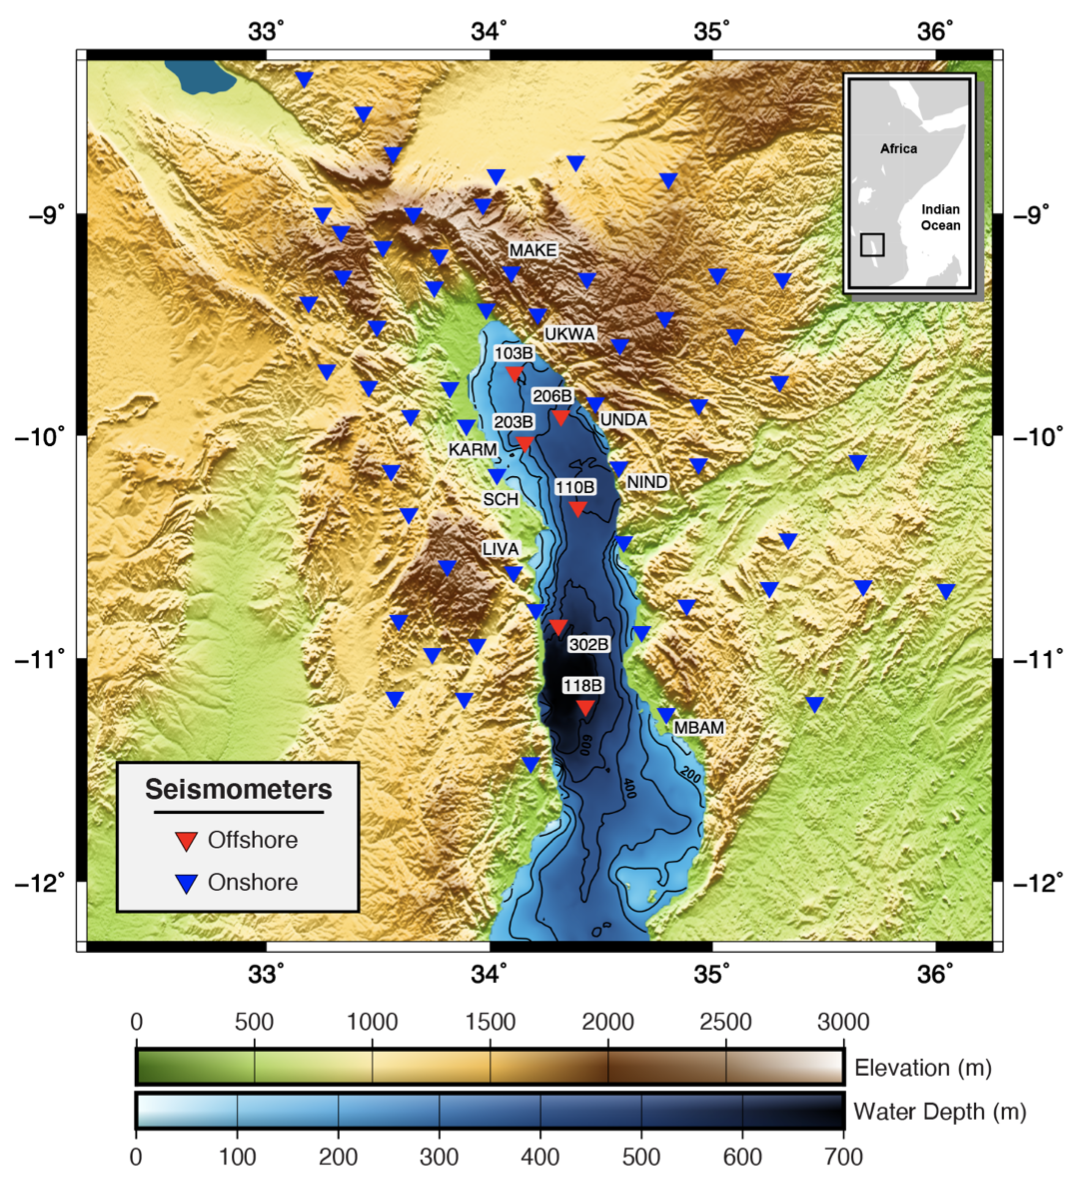 33° 34° 35° 36°
Africa
Indian
Ocean
−9° −9°
MAKE
UKWA
103B
206B
203B
UNDA
−10° −10°
KARM
NIND
110B
SCH
LIVA
302B
−11° −11°
118B
MBAM
600
200
400
Seismometers
Offshore
Onshore
−12° −12°
33° 34° 35° 36°
0 500 1000 1500 2000 2500 3000
Elevation (m)
Water Depth (m)
0 100 200 300 400 500 600 700